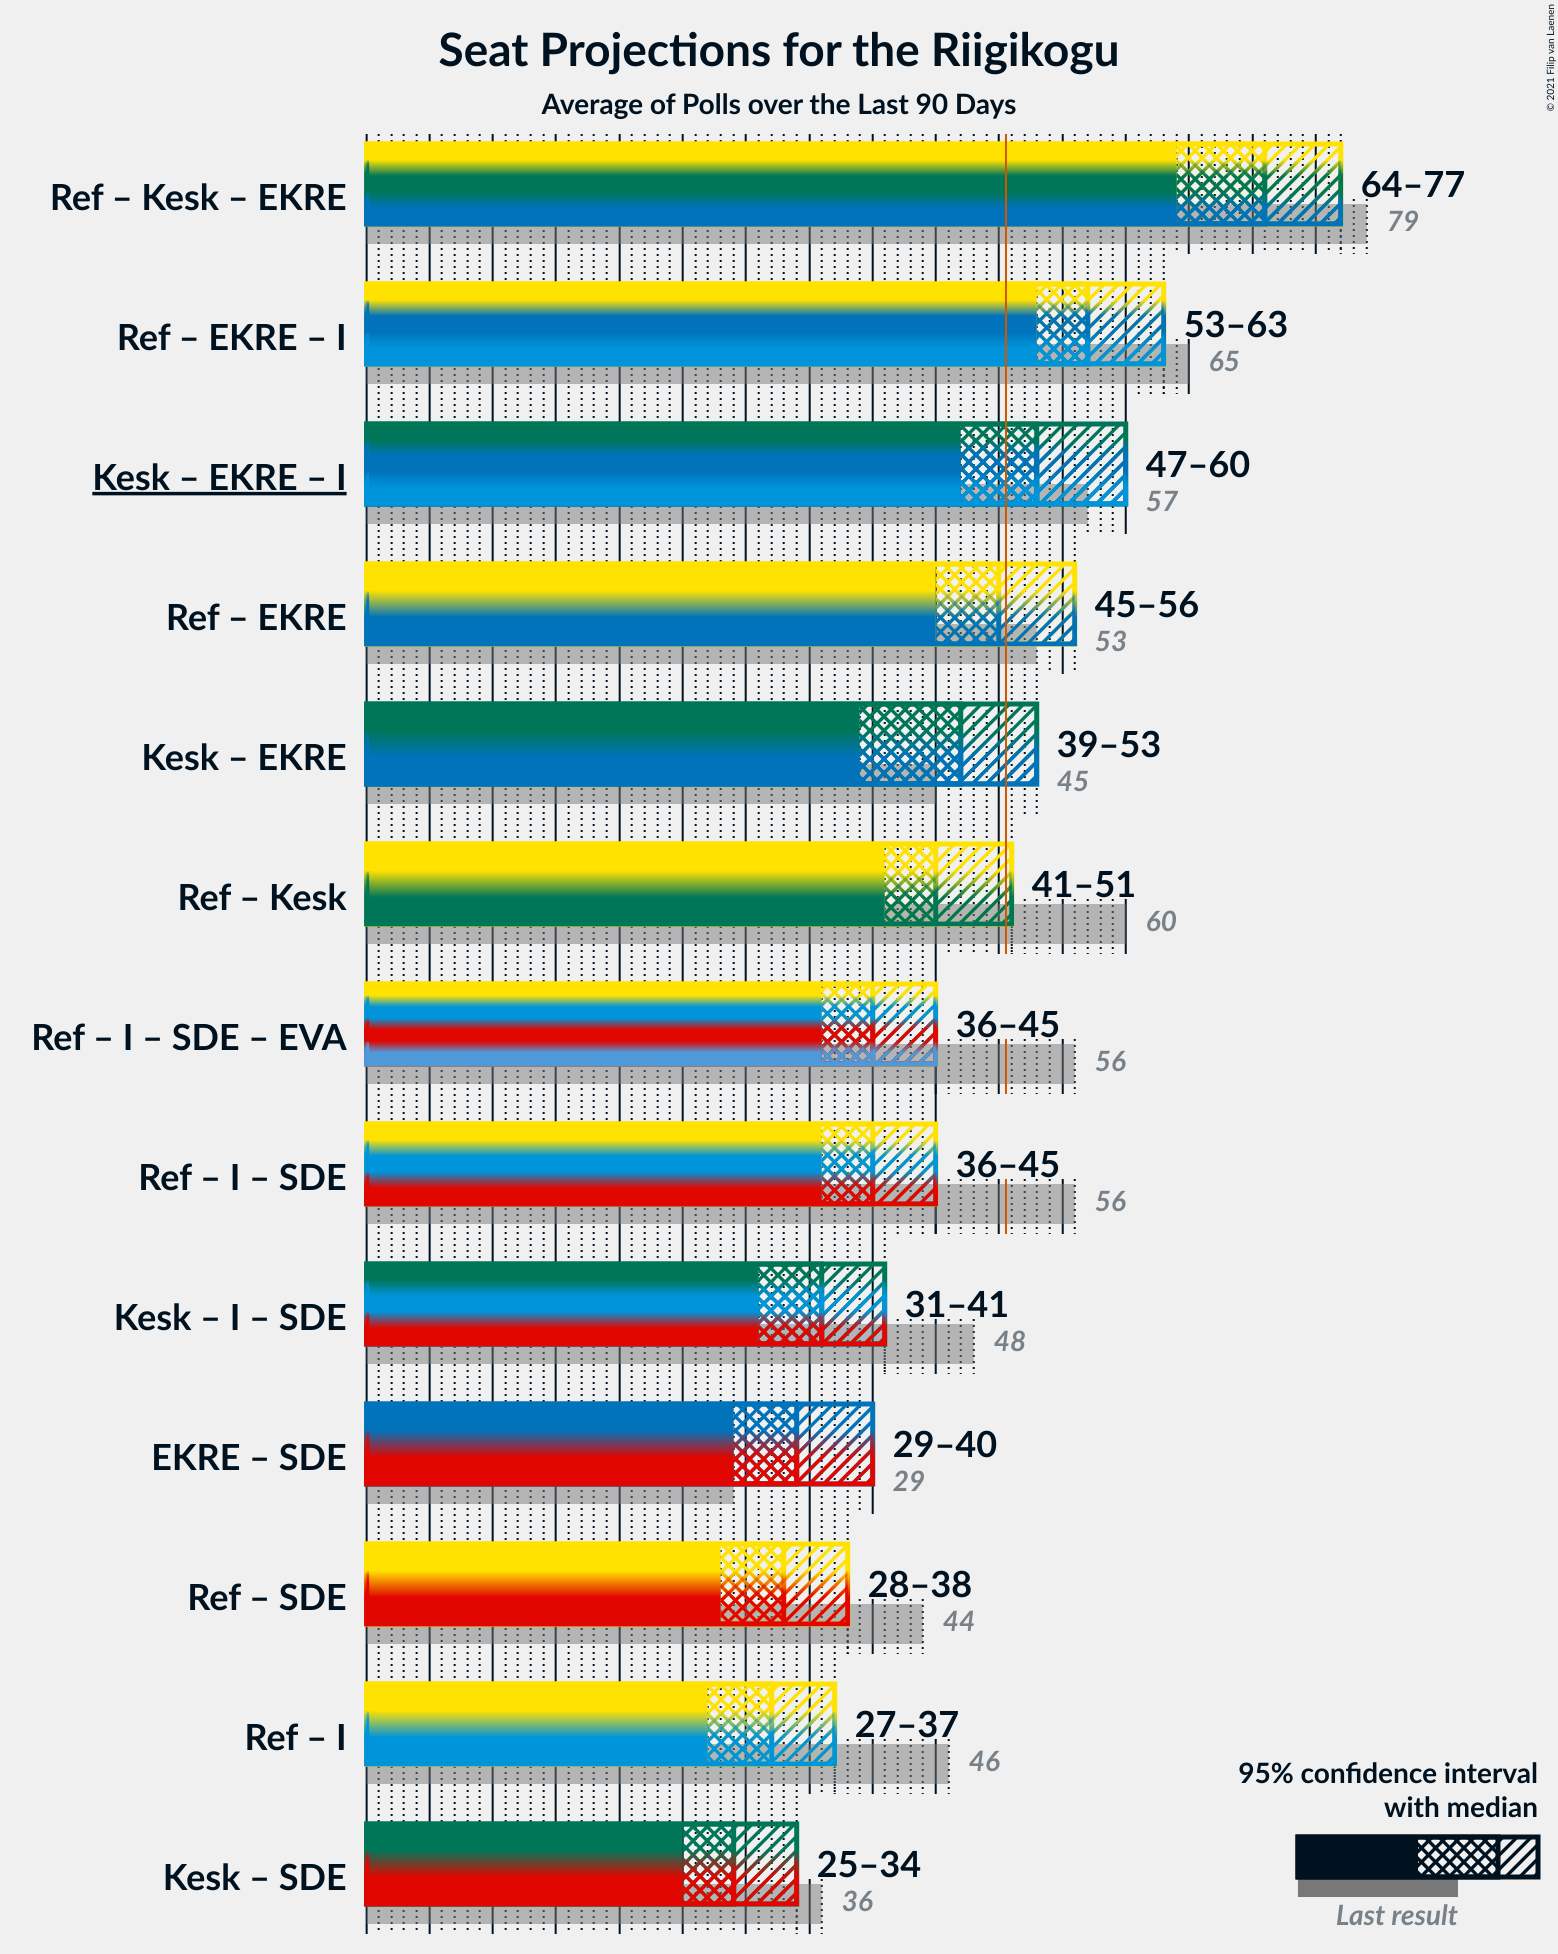 Seat Projections for the Riigikogu
Average of Polls over the Last 90 Days
© 2021 Filip van Laenen
Ref – Kesk – EKRE
64–77
79
Ref – EKRE – I
53–63
65
Kesk – EKRE – I
47–60
57
Ref – EKRE
45–56
53
Kesk – EKRE
39–53
45
Ref – Kesk
41–51
60
Ref – I – SDE – EVA
36–45
56
Ref – I – SDE
36–45
56
Kesk – I – SDE
31–41
48
EKRE – SDE
29–40
29
Ref – SDE
28–38
44
Ref – I
27–37
46
Kesk – SDE
25–34
36
95% confidence interval
with median
Last result